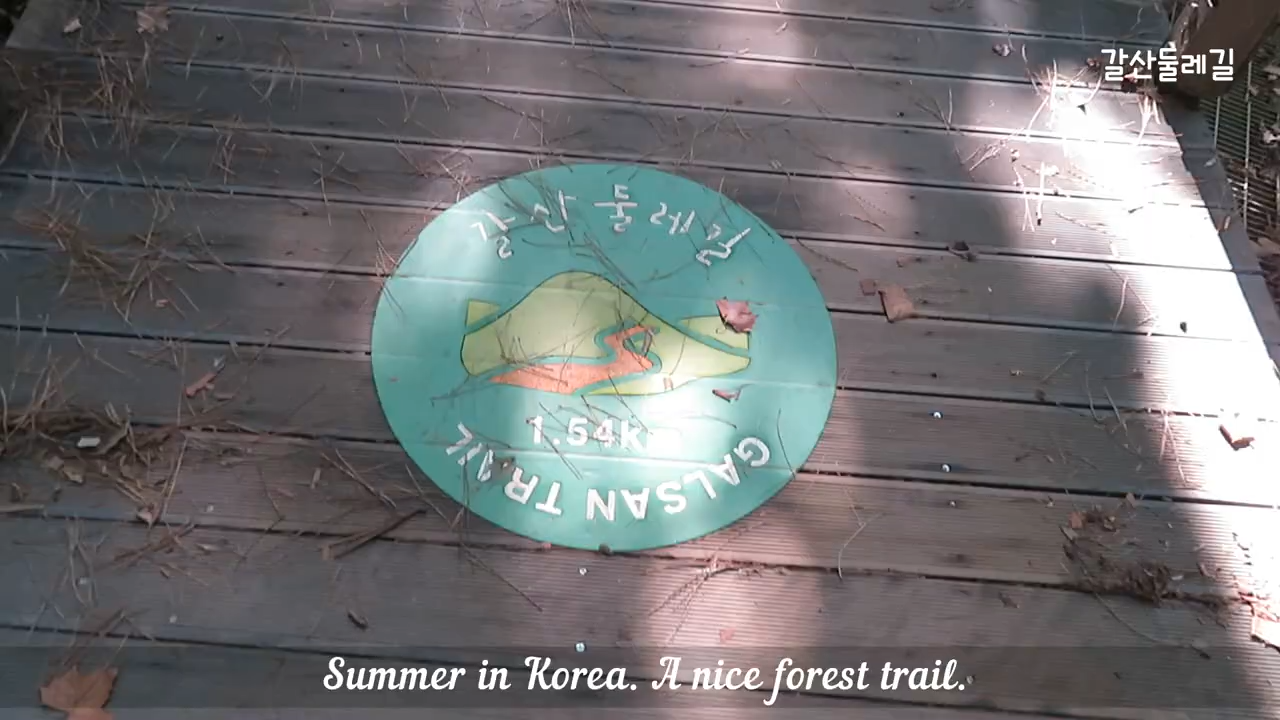 갈산둘레길
갈산둘레길
1.54km
GALSAN TRAIL
Summer in Korea. A nice forest trail.